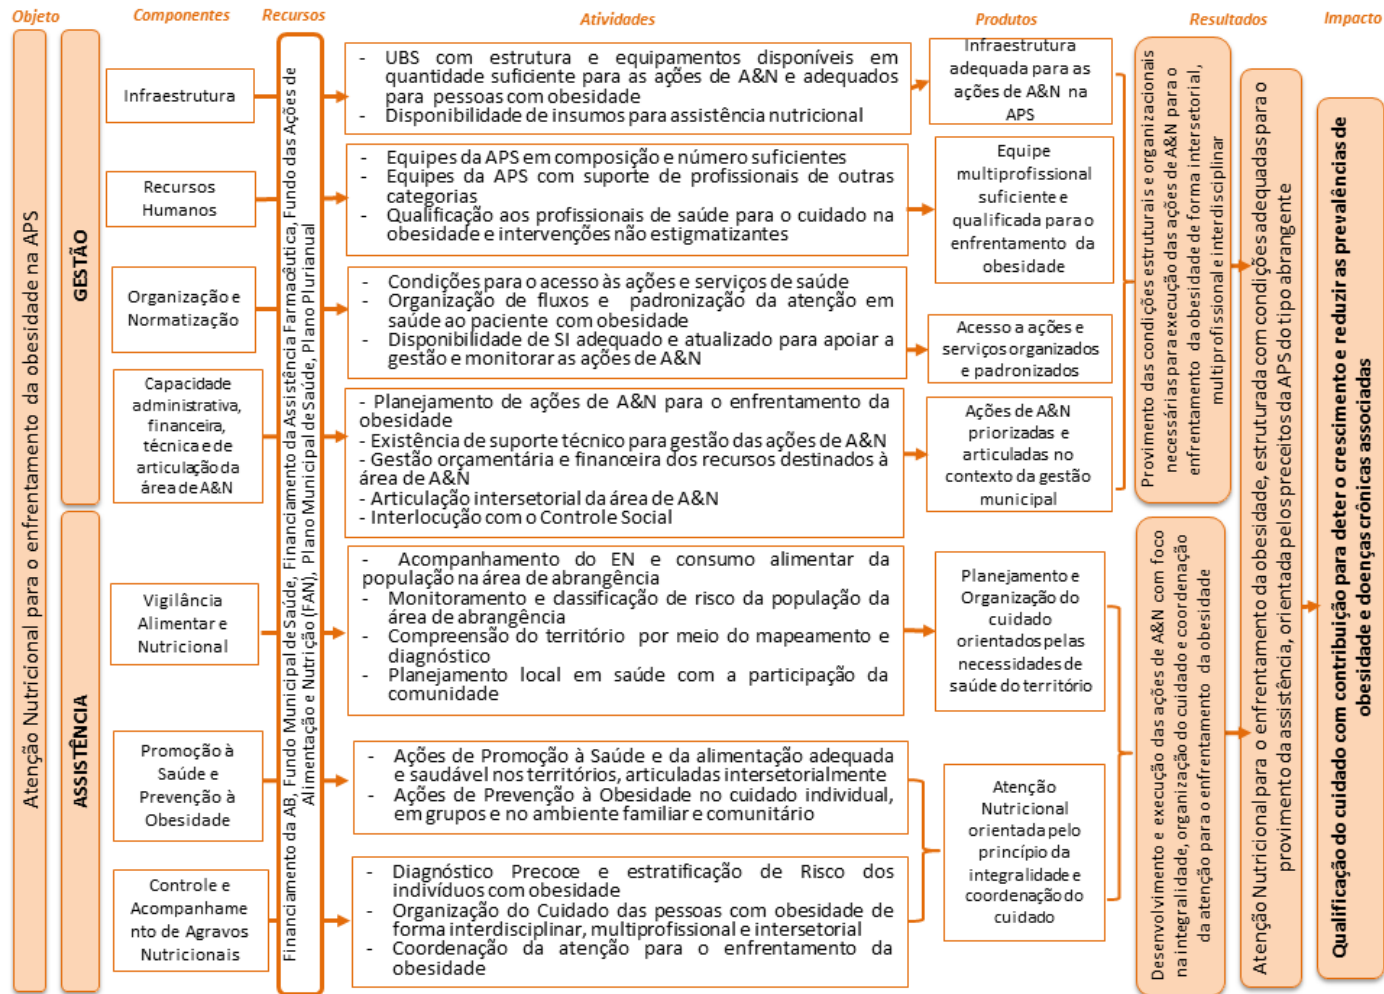 Objeto
Componentes
Recursos
Atividades
Produtos
Resultados
Impacto
Atenção Nutricional para o enfrentamento da obesidade na APS
GESTÃO
ASSISTÊNCIA
Infraestrutura
Recursos
Humanos
Organização e
Normatização
Capacidade
administrativa,
financeira,
técnica e de
articulação da
área de A&N
Vigilância
Alimentar e
Nutricional
Promoção à
Saúde e
Prevenção à
Obesidade
Controle e
Acompanhame
nto de Agravos
Nutricionais
Financiamento da AB, Fundo Municipal de Saúde, Financiamento da Assistência Farmacêutica, Fundo das Ações de
Alimentação e Nutrição (FAN), Plano Municipal de Saúde, Plano Plurianual
- UBS com estrutura e equipamentos disponíveis em
quantidade suficiente para as ações de A&N e adequados
para pessoas com obesidade
- Disponibilidade de insumos para assistência nutricional
- Equipes da APS em composição e número suficientes
- Equipes da APS com suporte de profissionais de outras
categorias
- Qualificação aos profissionais de saúde para o cuidado na
obesidade e intervenções não estigmatizantes
- Condições para o acesso às ações e serviços de saúde
- Organização de fluxos e padronização da atenção em
saúde ao paciente com obesidade
- Disponibilidade de SI adequado e atualizado para apoiar a
gestão e monitorar as ações de A&N
- Planejamento de ações de A&N para o enfrentamento da
obesidade
- Existência de suporte técnico para gestão das ações de A&N
- Gestão orçamentária e financeira dos recursos destinados à
área de A&N
- Articulação intersetorial da área de A&N
- Interlocução com o Controle Social
- Acompanhamento do EN e consumo alimentar da
população na área de abrangência
- Monitoramento e classificação de risco da população da
área de abrangência
- Compreensão do território por meio do mapeamento e
diagnóstico
- Planejamento local em saúde com a participação da
comunidade
- Ações de Promoção à Saúde e da alimentação adequada
e saudável nos territórios, articuladas intersetorialmente
- Ações de Prevenção à Obesidade no cuidado individual,
em grupos e no ambiente familiar e comunitário
- Diagnóstico Precoce e estratificação de Risco dos
indivíduos com obesidade
- Organização do Cuidado das pessoas com obesidade de
forma interdisciplinar, multiprofissional e intersetorial
- Coordenação da atenção para o enfrentamento da
obesidade
Infraestrutura
adequada para as
ações de A&N na
APS
Equipe
multiprofissional
suficiente e
qualificada para o
enfrentamento da
obesidade
Acesso a ações e
serviços organizados
e padronizados
Ações de A&N
priorizadas e
articuladas no
contexto da gestão
municipal
Planejamento e
Organização do
cuidado
orientados pelas
necessidades de
saúde do território
Atenção
Nutricional
orientada pelo
princípio da
integralidade e
coordenação do
cuidado
Provimento das condições estruturais e organizacionais
necessárias para execução das ações de A&N para o
enfrentamento da obesidade de forma intersetorial,
multiprofissional e interdisciplinar
Desenvolvimento e execução das ações de A&N com foco
na integralidade, organização do cuidado e coordenação
da atenção para o enfrentamento da obesidade
Atenção Nutricional para o enfrentamento da obesidade, estruturada com condições adequadas para o
provimento da assistência, orientada pelos preceitos da APS do tipo abrangente
Qualificação do cuidado com contribuição para deter o crescimento e reduzir as prevalências de
obesidade e doenças crônicas associadas